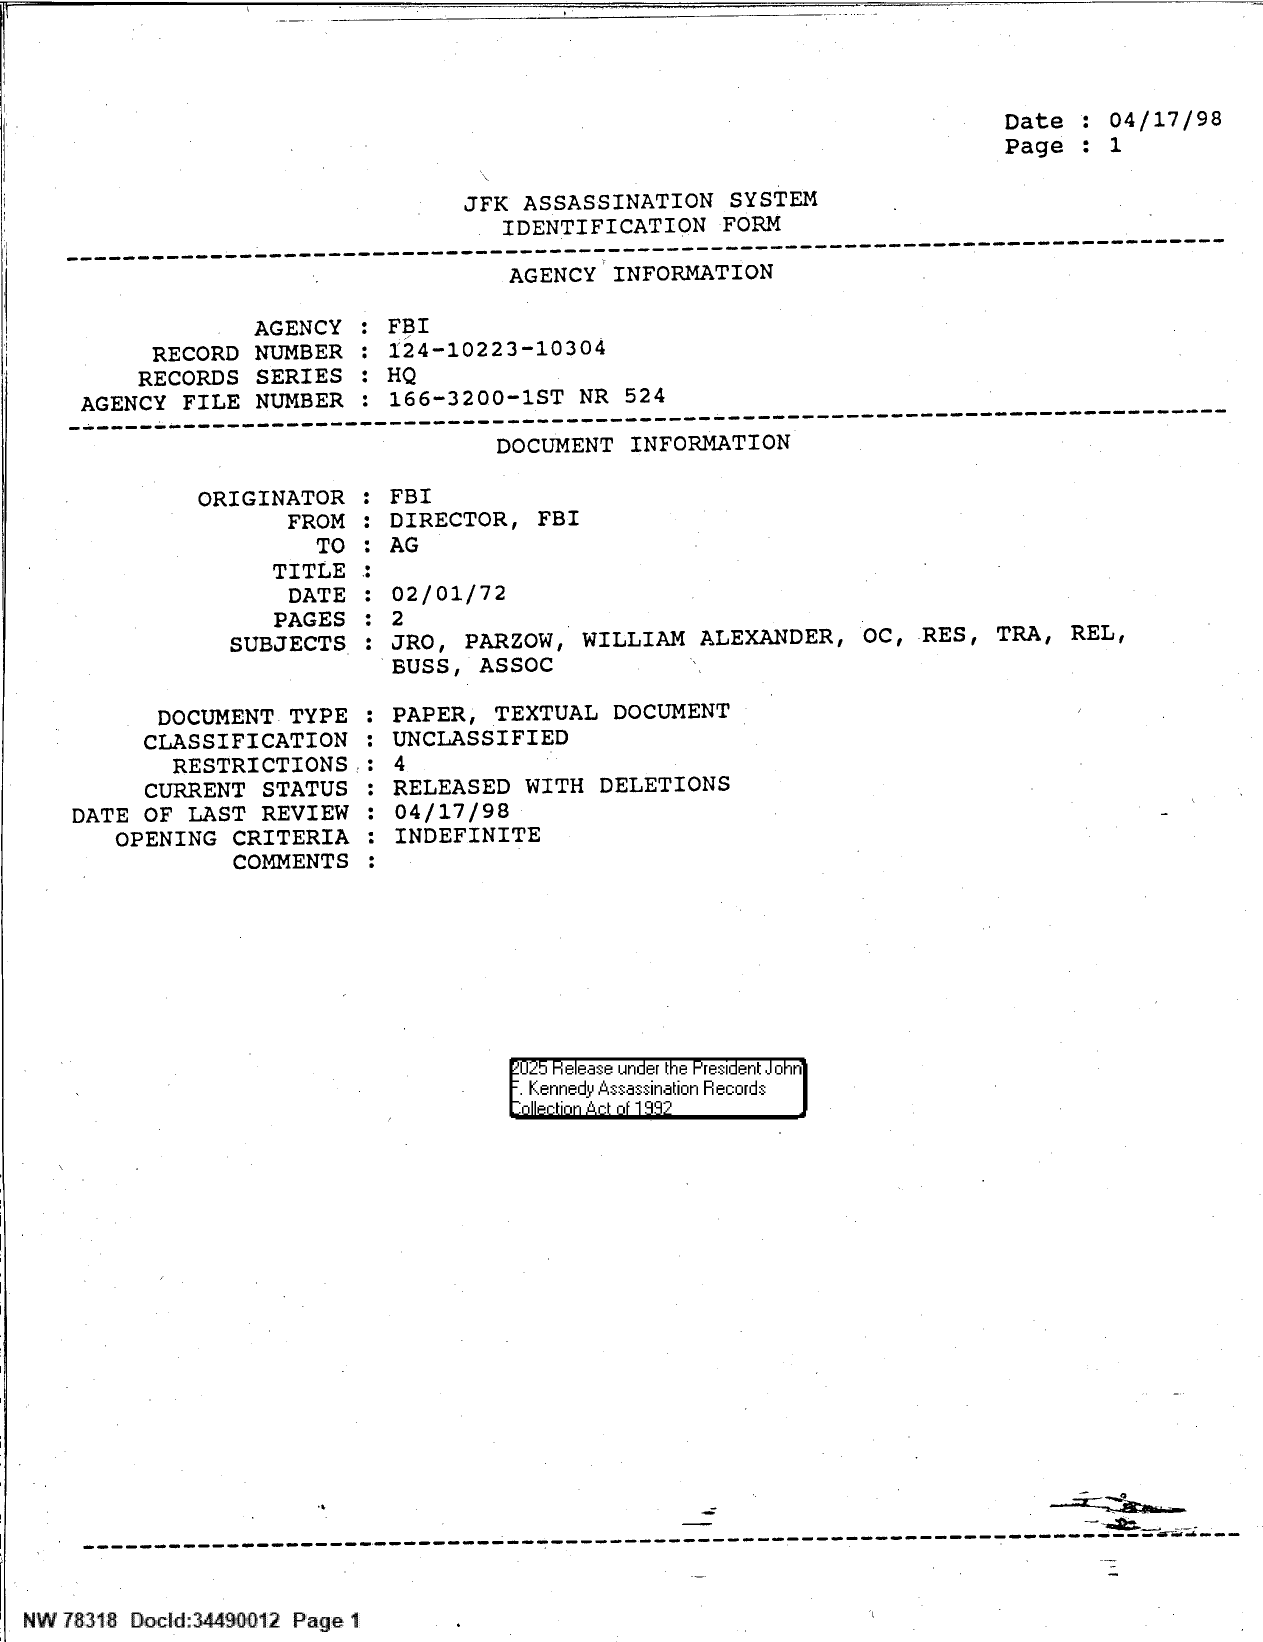 Date : 04/17/98
Page : 1
JFK ASSASSINATION SYSTEM
IDENTIFICATION FORM
AGENCY INFORMATION
AGENCY : FBI
RECORD NUMBER : 124-10223-10304
RECORDS SERIES : HQ
AGENCY FILE NUMBER : 166-3200-1ST NR 524
DOCUMENT INFORMATION
ORIGINATOR : FBI
FROM : DIRECTOR, FBI
TO : AG
TITLE :
DATE : 02/01/72
PAGES : 2
SUBJECTS : JRO, PARZOW, WILLIAM ALEXANDER, OC, RES, TRA, REL,
BUSS, ASSOC
DOCUMENT TYPE : PAPER, TEXTUAL DOCUMENT
CLASSIFICATION : UNCLASSIFIED
RESTRICTIONS : 4
CURRENT STATUS : RELEASED WITH DELETIONS
DATE OF LAST REVIEW : 04/17/98
OPENING CRITERIA : INDEFINITE
COMMENTS :
2025 Release under the President John
F. Kennedy Assassination Records
Collection Act of 1992
NW 78318 DocId:34490012 Page 1